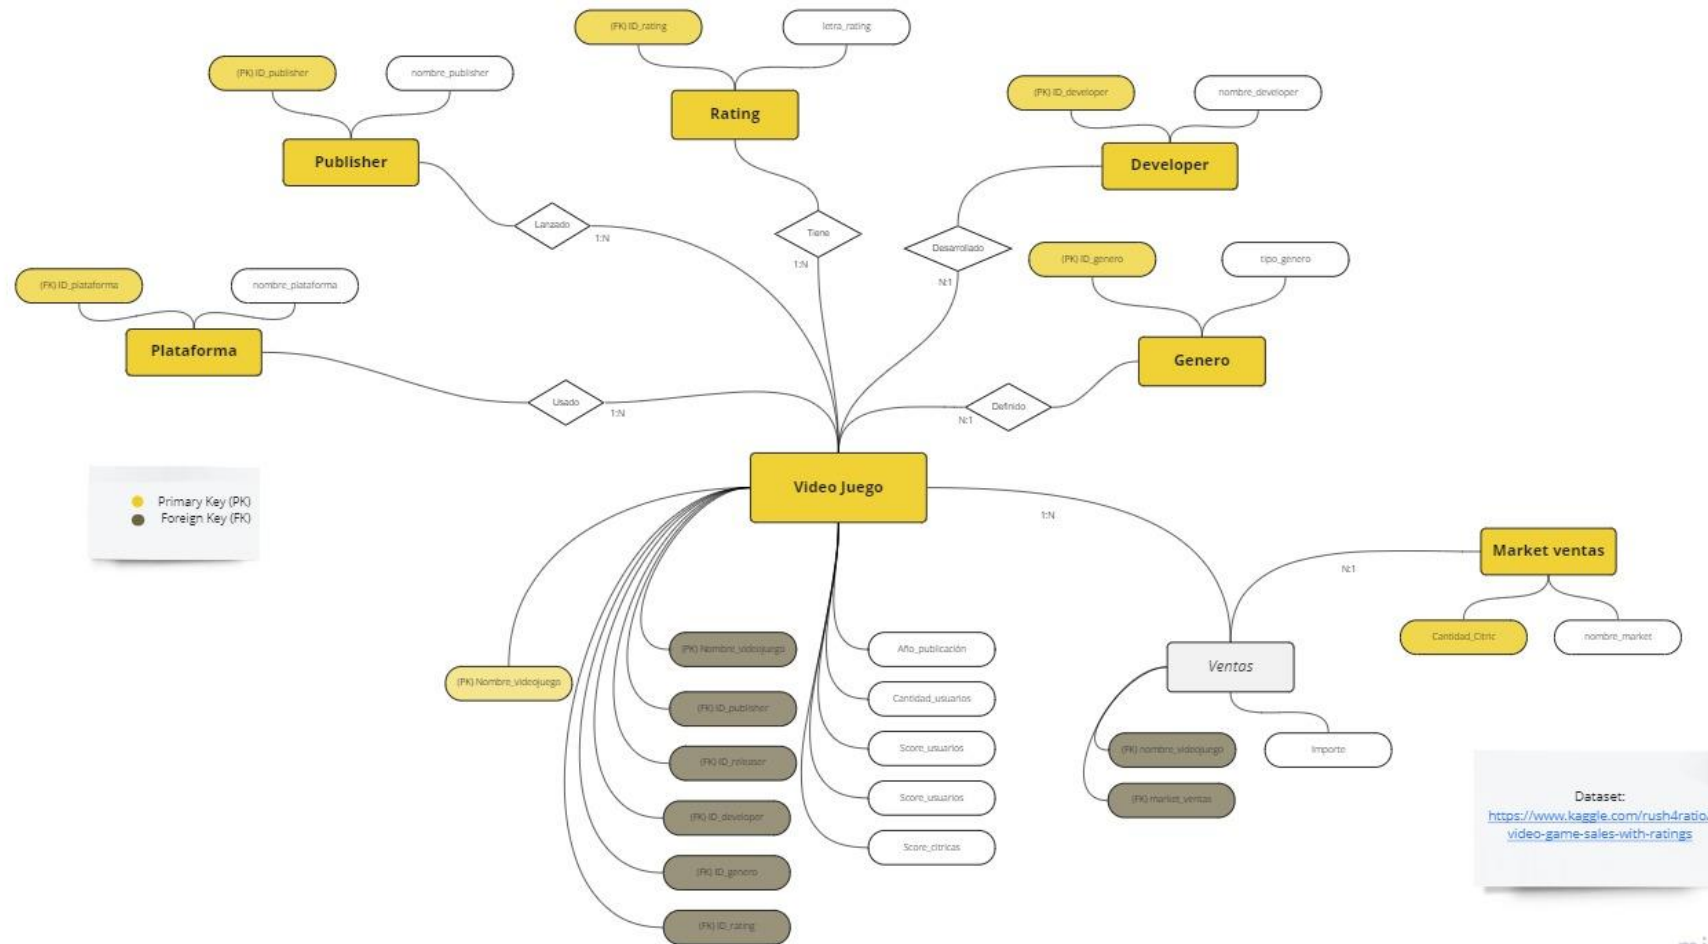 (FK) ID_rating
letra_rating
Rating
(PK) ID_publisher
nombre_publisher
Publisher
(PK) ID_developer
nombre_developer
Developer
Lanzado
1:N
Tiene
1:N
Desarrollado
N:1
(PK) ID_genero
tipo_genero
Genero
(FK) ID_plataforma
nombre_plataforma
Plataforma
Usado
1:N
Definido
N:1
Video Juego
Primary Key (PK)
Foreign Key (FK)
1:N
Market ventas
N:1
Cantidad_Citric
nombre_market
(PK) Nombre_videojuego
(PK) Nombre_videojuego
(FK) ID_publisher
(FK) ID_releaser
(FK) ID_developer
(FK) ID_genero
(FK) ID_rating
Año_publicación
Cantidad_usuarios
Score_usuarios
Score_usuarios
Score_citricas
Ventas
(PK) nombre_videojuego
(FK) market_ventas
Importe
Dataset:
https://www.kaggle.com/rush4ratio/
video-game-sales-with-ratings